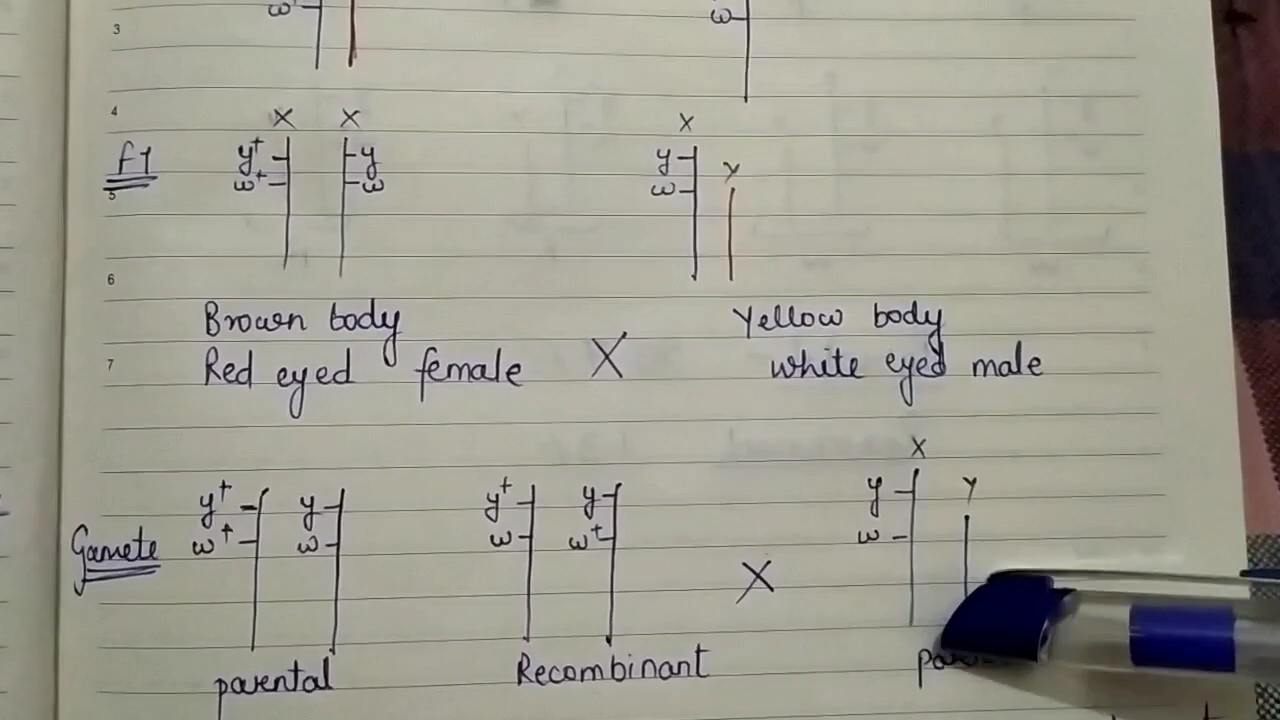 3
w
w
4
X X X
F1
y+ y y Y
w+ w w
5
6
Brown body Yellow body
7
Red eyed female X white eyed male
X
y+ y y+ y y Y
Gamete w+ w w w+ w
X
parental Recombinant